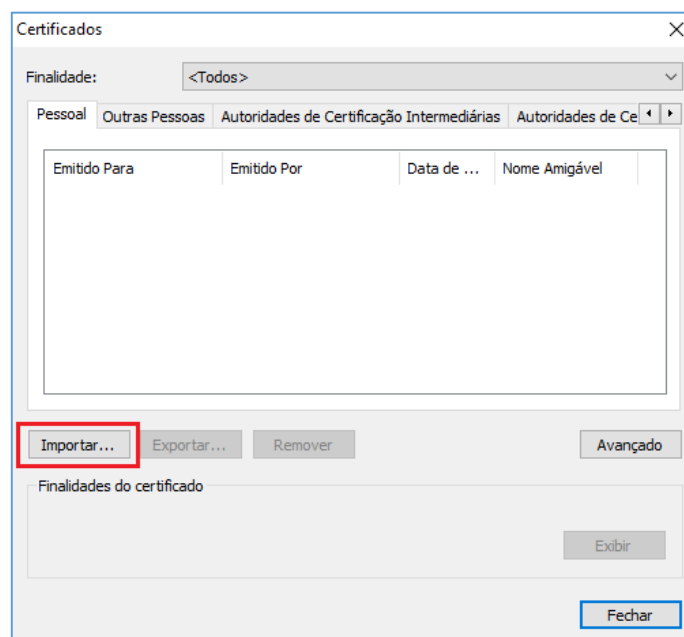 Certificados
Finalidade: <Todos>
Pessoal Outras Pessoas Autoridades de Certificação Intermediárias Autoridades de Ce
Emitido Para Emitido Por Data de ... Nome Amigável
Importar... Exportar... Remover Avançado
Finalidades do certificado
Exibir
Fechar